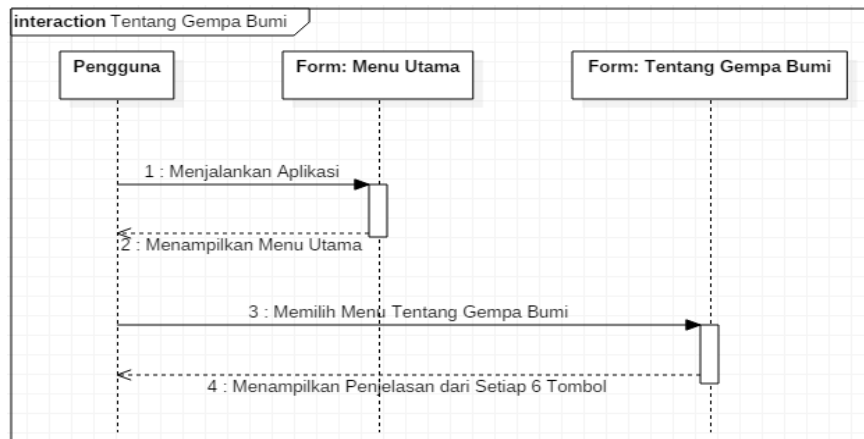 interaction Tentang Gempa Bumi
Pengguna
Form: Menu Utama
Form: Tentang Gempa Bumi
1 : Menjalankan Aplikasi
2 : Menampilkan Menu Utama
3 : Memilih Menu Tentang Gempa Bumi
4 : Menampilkan Penjelasan dari Setiap 6 Tombol